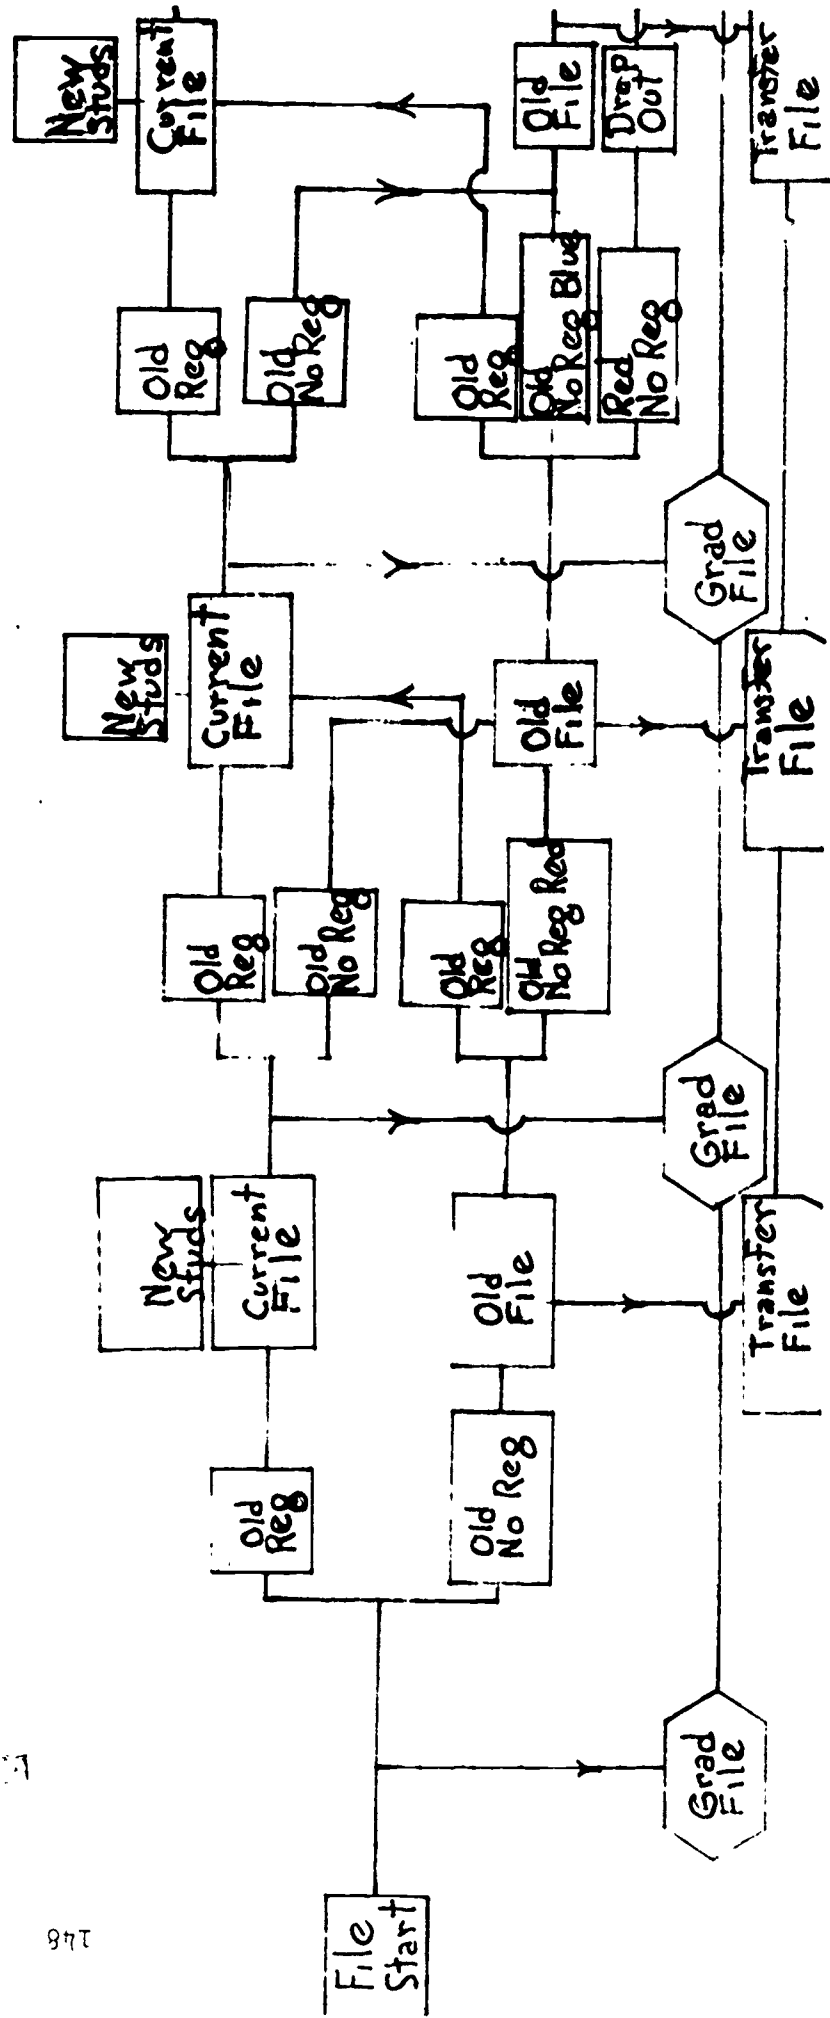 File
Start
Grad
File
Old
Reg
Old
No Reg
New
Studs
Current
File
Old
File
Transfer
File
Grad
File
Old
Reg
Old
No Reg
Old
Reg
Old
No Reg Red
New
Studs
Current
File
Old
File
Transfer
File
Grad
File
Old
Reg
Old
No Reg
Old
Reg
Old
No Reg Blue
Red
No Reg
New
Studs
Current
File
Old
File
Drop
Out
Transfer
File
148